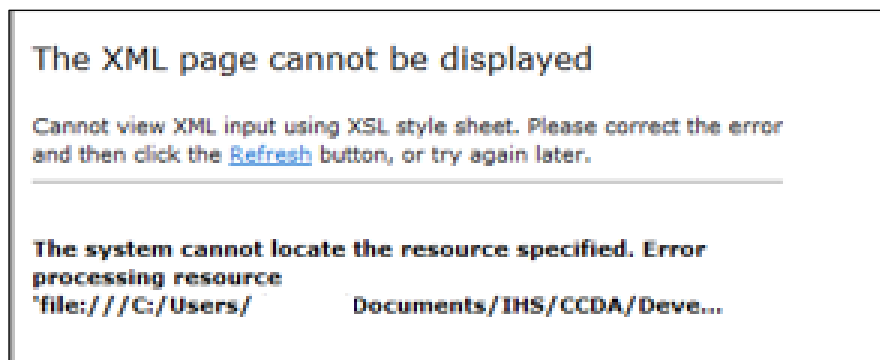 The XML page cannot be displayed
Cannot view XML input using XSL style sheet. Please correct the error
and then click the Refresh button, or try again later.
The system cannot locate the resource specified. Error
processing resource
'file:///C:/Users/ Documents/IHS/CCDA/Deve...